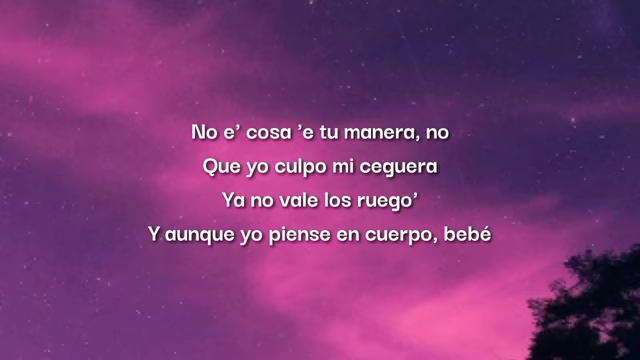 No e' cosa 'e tu manera, no
Que yo culpo mi ceguera
Ya no vale los ruego'
Y aunque yo piense en cuerpo, bebé